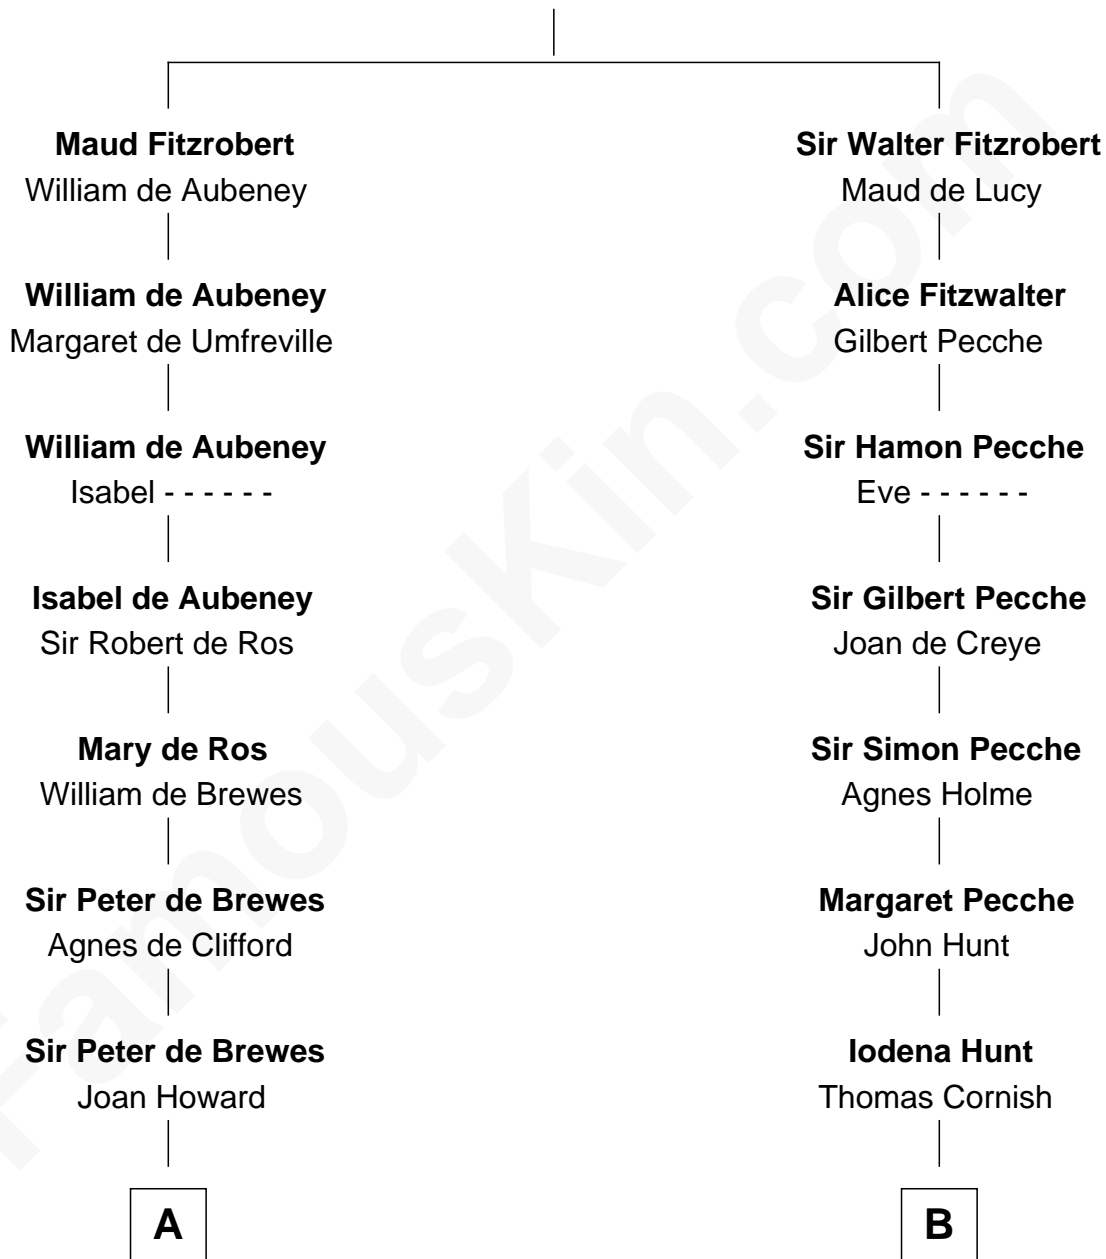 Maud Fitzrobert
William de Aubeney
Sir Walter Fitzrobert
Maud de Lucy
William de Aubeney
Margaret de Umfreville
Alice Fitzwalter
Gilbert Pecche
William de Aubeney
Isabel - - - - - -
Sir Hamon Pecche
Eve - - - - - -
Isabel de Aubeney
Sir Robert de Ros
Sir Gilbert Pecche
Joan de Creye
Mary de Ros
William de Brewes
Sir Simon Pecche
Agnes Holme
Sir Peter de Brewes
Agnes de Clifford
Margaret Pecche
John Hunt
Sir Peter de Brewes
Joan Howard
Iodena Hunt
Thomas Cornish
A
B
FamousKin.com